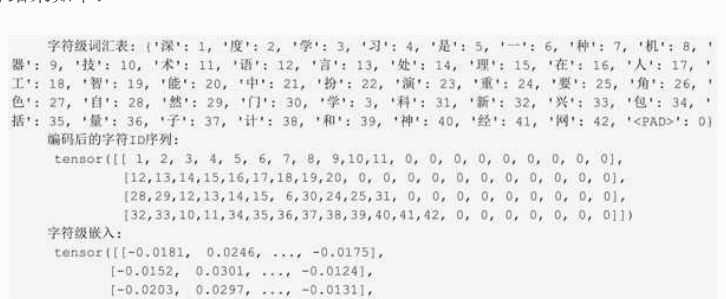 字符级词汇表: {'深': 1, '度': 2, '学': 3, '习': 4, '是': 5, '一': 6, '种': 7, '机': 8, '
器': 9, '技': 10, '术': 11, '语': 12, '言': 13, '处': 14, '理': 15, '在': 16, '人': 17, '
工': 18, '智': 19, '能': 20, '中': 21, '扮': 22, '演': 23, '重': 24, '要': 25, '角': 26, '
色': 27, '自': 28, '然': 29, '门': 30, '学': 3, '科': 31, '新': 32, '兴': 33, '包': 34, '
括': 35, '量': 36, '子': 37, '计': 38, '和': 39, '神': 40, '经': 41, '网': 42, '<PAD>': 0}
编码后的字符ID序列:
tensor([[ 1, 2, 3, 4, 5, 6, 7, 8, 9,10,11, 0, 0, 0, 0, 0, 0, 0, 0],
[12,13,14,15,16,17,18,19,20, 0, 0, 0, 0, 0, 0, 0, 0, 0, 0],
[28,29,12,13,14,15, 6,30,24,25,31, 0, 0, 0, 0, 0, 0, 0, 0],
[32,33,10,11,34,35,36,37,38,39,40,41,42, 0, 0, 0, 0, 0, 0]])
字符级嵌入:
tensor([[-0.0181, 0.0246, ..., -0.0175],
[-0.0152, 0.0301, ..., -0.0124],
[-0.0203, 0.0297, ..., -0.0131],